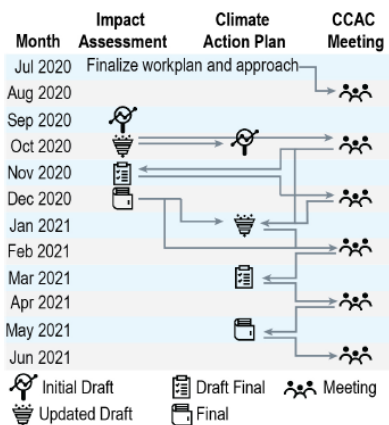 Impact Climate CCAC
Month Assessment Action Plan Meeting
Jul 2020 Finalize workplan and approach
Aug 2020
Sep 2020
Oct 2020
Nov 2020
Dec 2020
Jan 2021
Feb 2021
Mar 2021
Apr 2021
May 2021
Jun 2021
Initial Draft Draft Final Meeting
Updated Draft Final